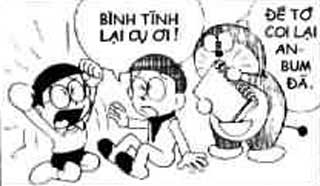 BÌNH TĨNH
LẠI CỤ ƠI!
ĐỂ TỚ
COI LẠI
AN-
BUM
ĐÃ.